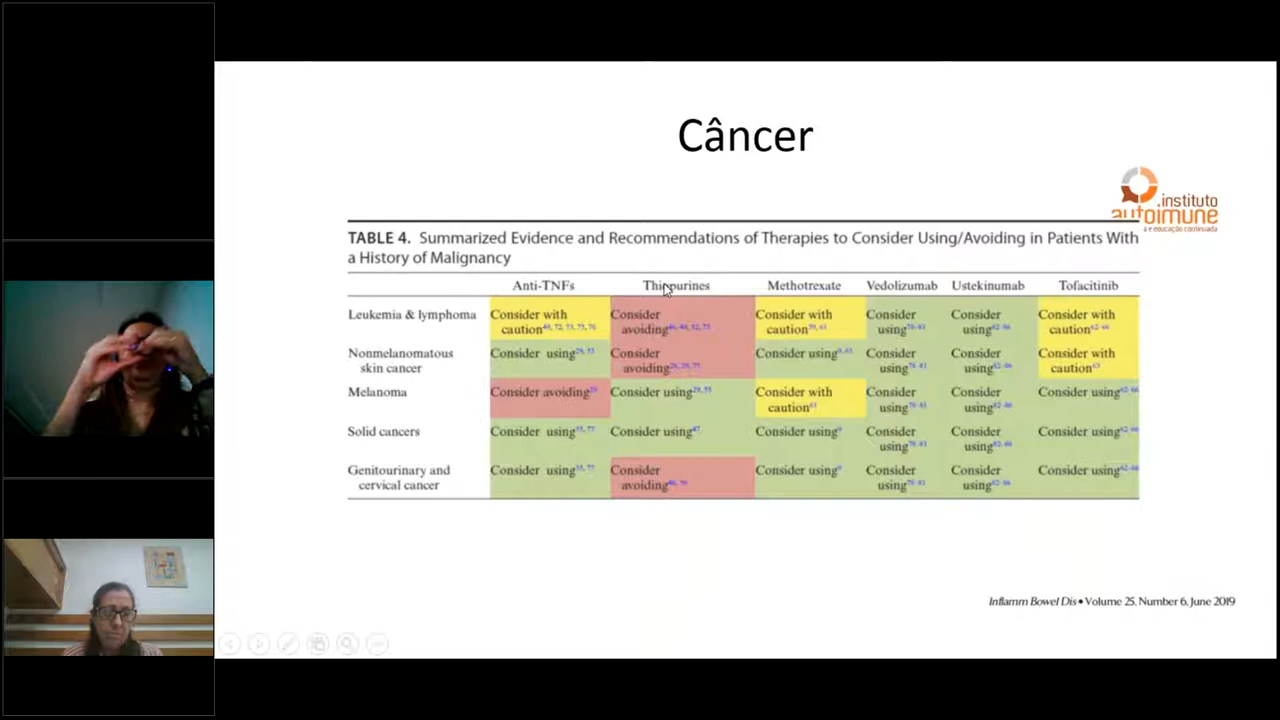 Câncer
.instituto
autoimune
a e educação continuada
TABLE 4. Summarized Evidence and Recommendations of Therapies to Consider Using/Avoiding in Patients With
a History of Malignancy
Anti-TNFs Thiopurines Methotrexate Vedolizumab Ustekinumab Tofacitinib
Leukemia & lymphoma Consider with Consider Consider with Consider Consider Consider with
caution avoiding caution using using caution
Nonmelanomatous Consider using Consider Consider using Consider Consider Consider with
skin cancer avoiding using using caution
Melanoma Consider avoiding Consider using Consider with Consider Consider Consider using
caution using using
Solid cancers Consider using Consider using Consider using Consider Consider Consider using
using using
Genitourinary and Consider using Consider Consider using Consider Consider Consider using
cervical cancer avoiding using using
Inflamm Bowel Dis • Volume 25, Number 6, June 2019